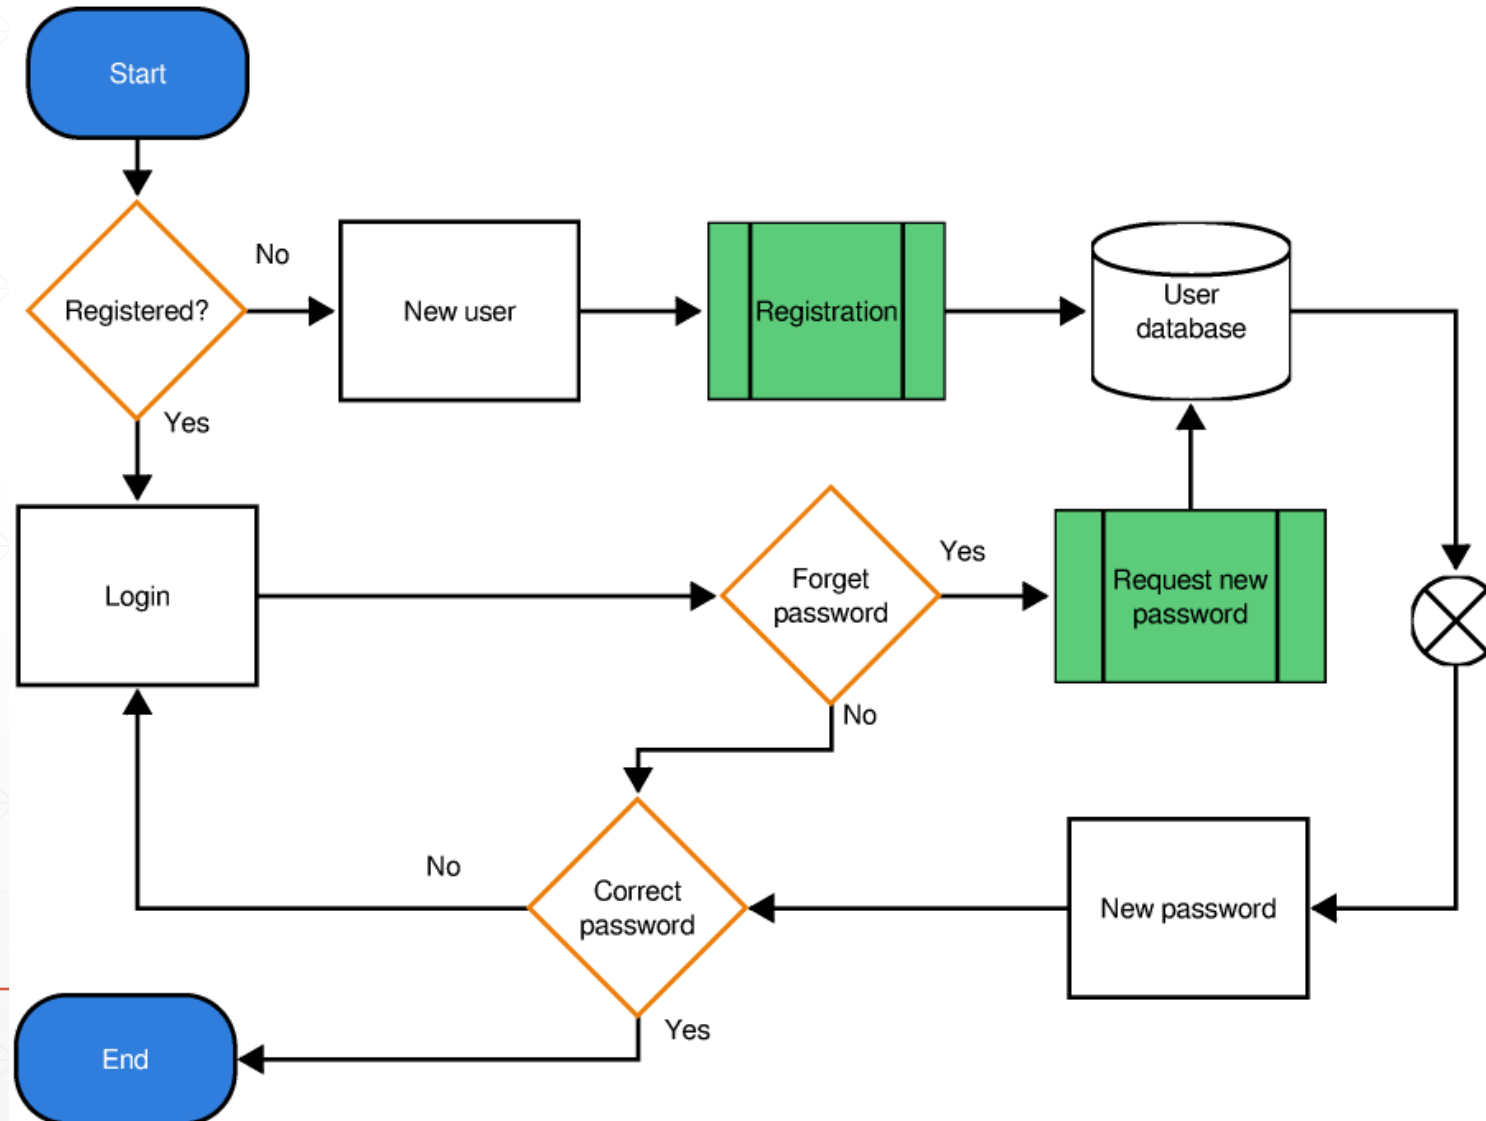 Start
No
Registered?
New user
Registration
User
database
Yes
Login
Forget
password
Yes
Request new
password
No
No
Correct
password
New password
Yes
End